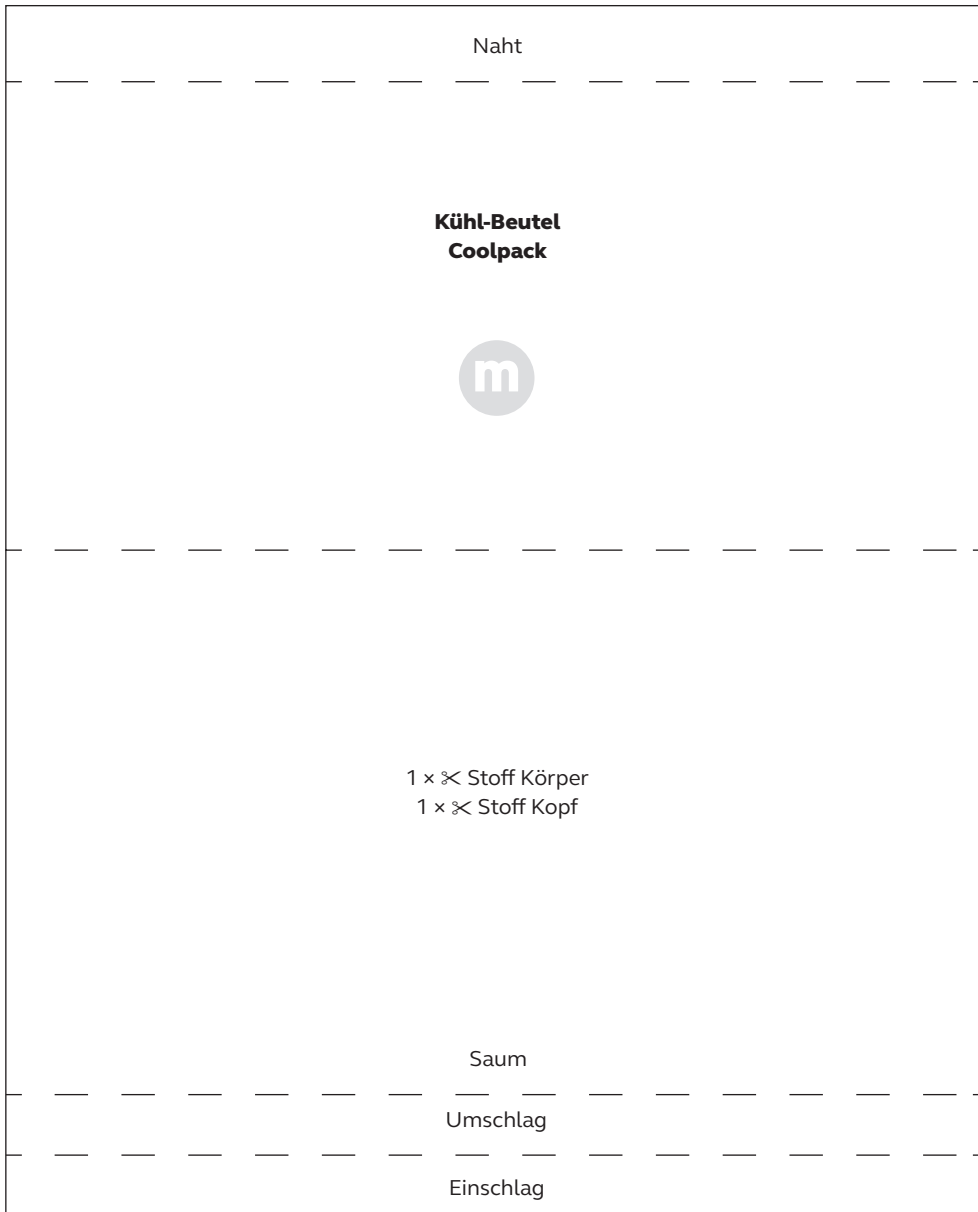 Naht
Kühl-Beutel
Coolpack
m
1 × ✂ Stoff Körper
1 × ✂ Stoff Kopf
Saum
Umschlag
Einschlag